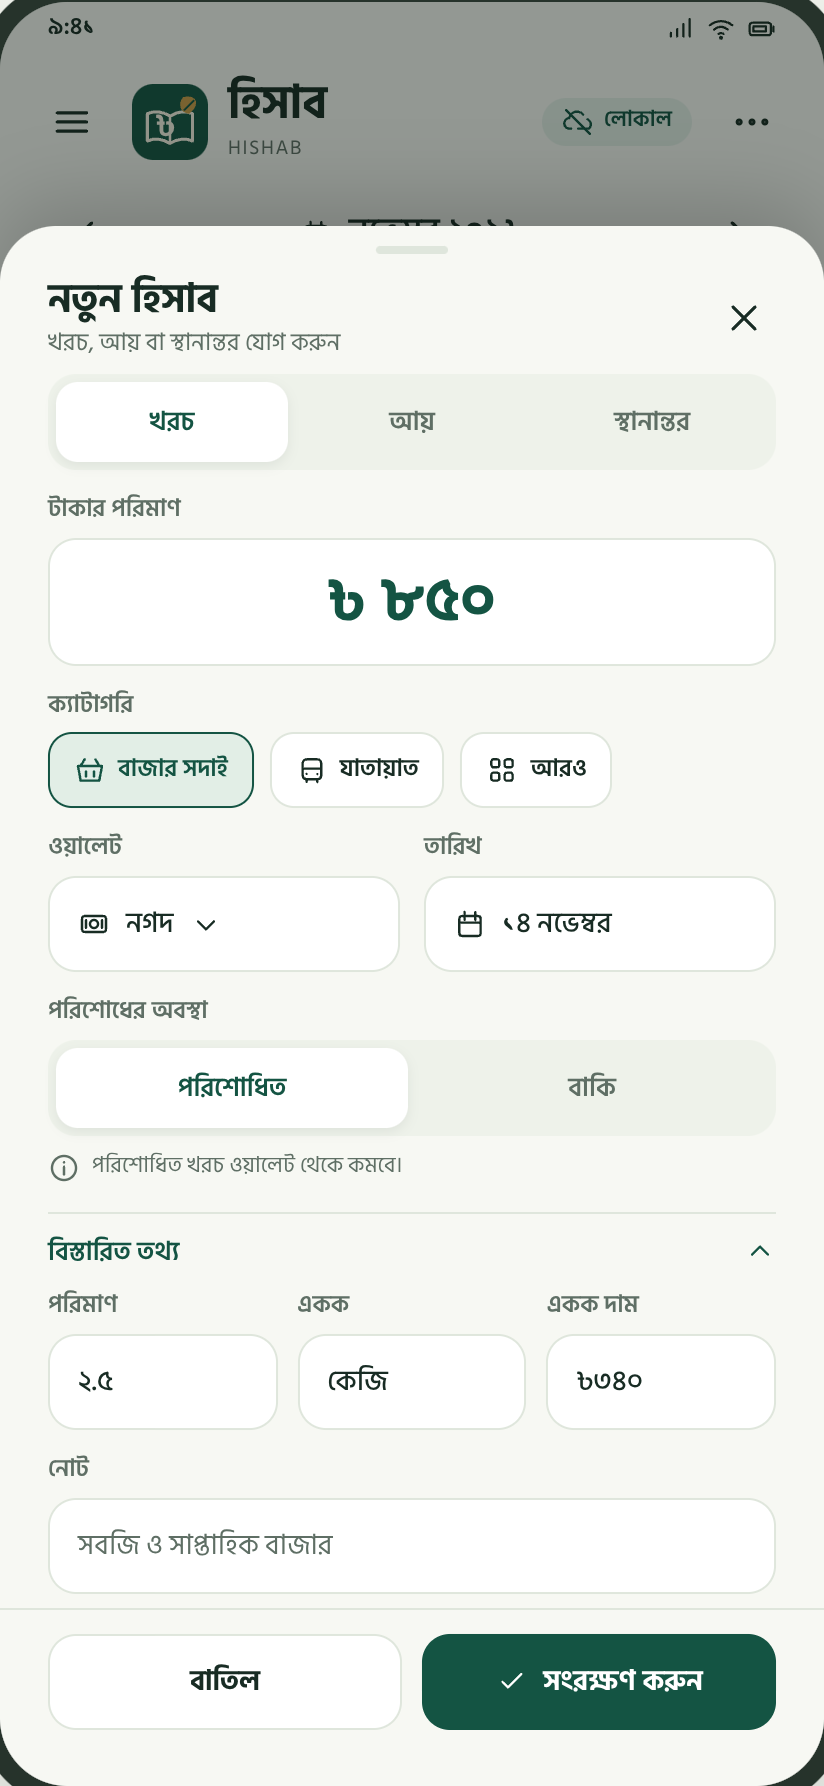 ৯:৪১
হিসাব
HISHAB
লোকাল
নতুন হিসাব
খরচ, আয় বা স্থানান্তর যোগ করুন
খরচ
আয়
স্থানান্তর
টাকার পরিমাণ
৳ ৮৫০
ক্যাটাগরি
বাজার সদাই
যাতায়াত
আরও
ওয়ালেট
তারিখ
নগদ
১৪ নভেম্বর
পরিশোধের অবস্থা
পরিশোধিত
বাকি
পরিশোধিত খরচ ওয়ালেট থেকে কমবে।
বিস্তারিত তথ্য
পরিমাণ
একক
একক দাম
২.৫
কেজি
৳৩৪০
নোট
সবজি ও সাপ্তাহিক বাজার
বাতিল
সংরক্ষণ করুন